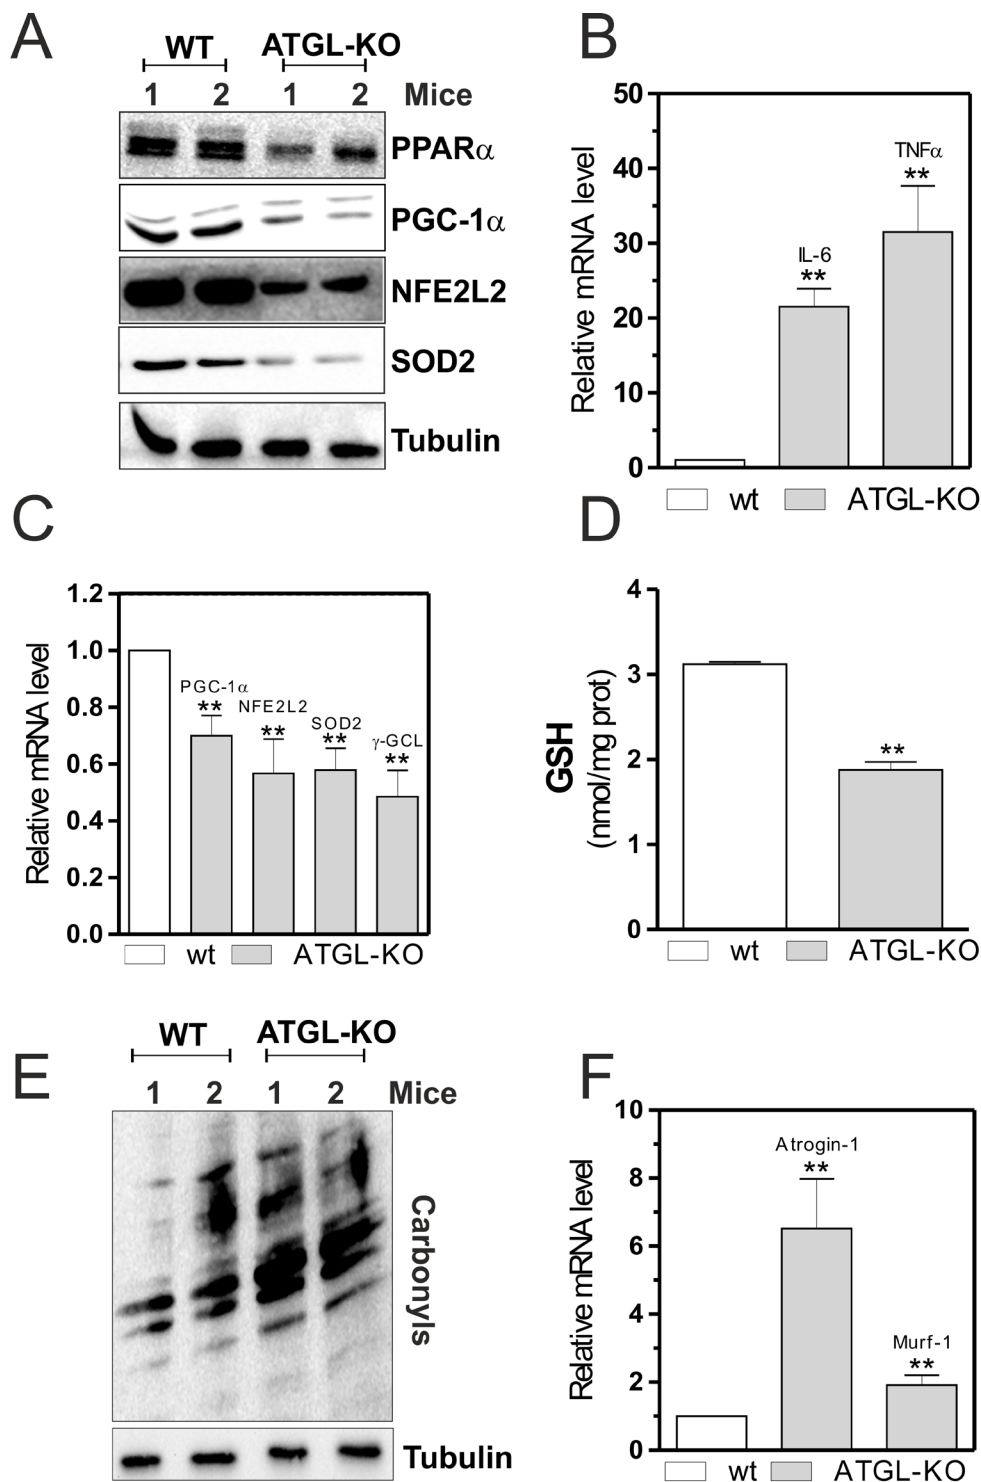 A
WT ATGL-KO
1 2 1 2 Mice
PPARα
PGC-1α
NFE2L2
SOD2
Tubulin
B
Relative mRNA level
50
40
30
20
10
0
IL-6
**
TNFα
**
wt ATGL-KO
C
Relative mRNA level
1.2
1.0
0.8
0.6
0.4
0.2
0.0
PGC-1α
**
NFE2L2
**
SOD2
**
γ-GCL
**
wt ATGL-KO
D
GSH
(nmol/mg prot)
4
3
2
1
0
**
wt ATGL-KO
E
WT ATGL-KO
1 2 1 2 Mice
Carbonyls
Tubulin
F
Relative mRNA level
10
8
6
4
2
0
Atrogin-1
**
Murf-1
**
wt ATGL-KO